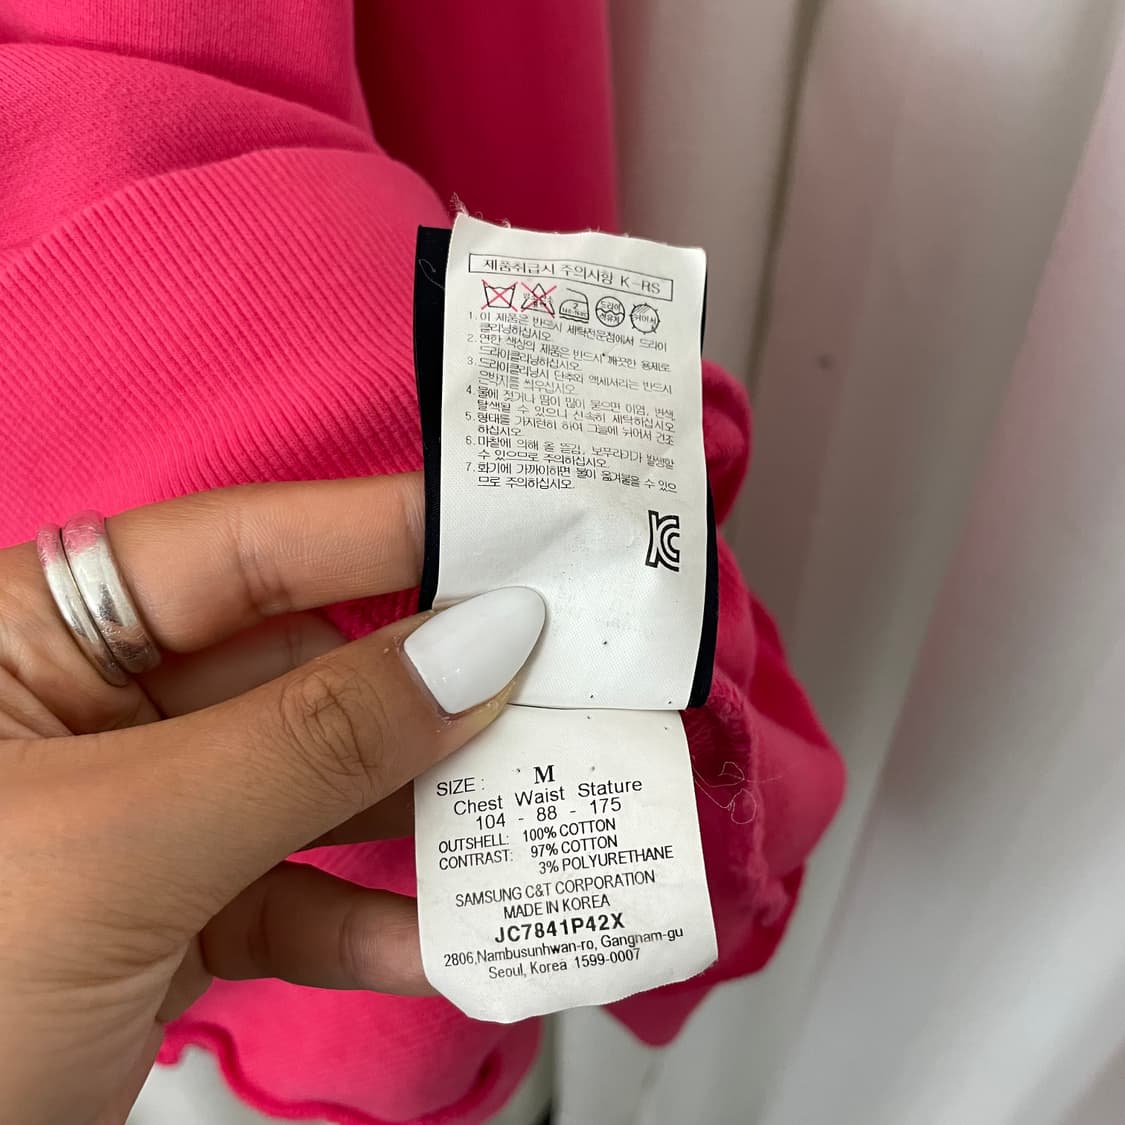 제품취급시 주의사항 K-RS
2
드라이
석유계
뉘어서
1. 이 제품은 반드시 세탁전문점에서 드라이
클리닝하십시오.
2. 연한 색상의 제품은 반드시 깨끗한 용제로
드라이클리닝하십시오.
3. 드라이클리닝시 단추와 액세서리는 반드시
은박지를 씌우십시오.
4. 물에 젖거나 땀이 많이 묻으면 이염, 변색,
탈색될 수 있으니 신속히 세탁하십시오
5. 형태를 가지런히 하여 그늘에 뉘어서 건조
하십시오.
6. 마찰에 의해 올 뜯김, 보푸라기가 발생할
수 있으므로 주의하십시오.
7. 화기에 가까이하면 불이 옮겨붙을 수 있으
므로 주의하십시오.
KC
SIZE : M
Chest Waist Stature
104 - 88 - 175
OUTSHELL: 100% COTTON
CONTRAST: 97% COTTON
3% POLYURETHANE
SAMSUNG C&T CORPORATION
MADE IN KOREA
JC7841P42X
2806,Nambusunhwan-ro, Gangnam-gu
Seoul, Korea 1599-0007